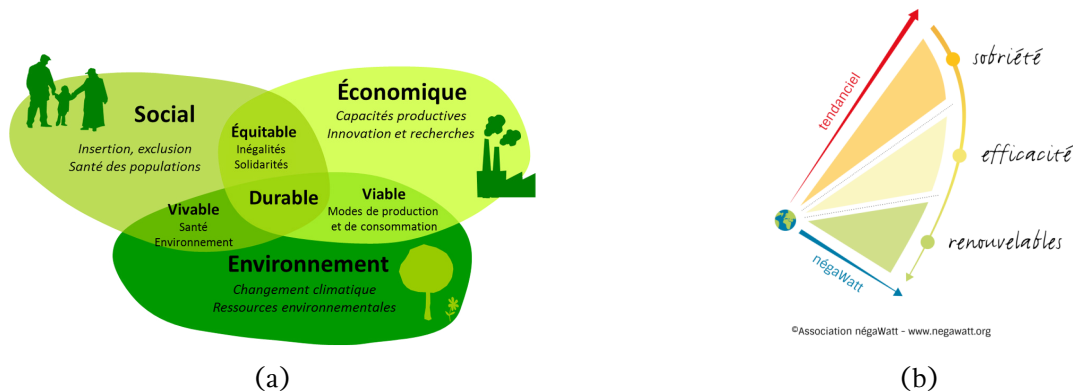 Social
Insertion, exclusion
Santé des populations
Économique
Capacités productives
Innovation et recherches
Équitable
Inégalités
Solidarités
Durable
Vivable
Santé
Environnement
Viable
Modes de production
et de consommation
Environnement
Changement climatique
Ressources environnementales
(a)
tendanciel
sobriété
efficacité
renouvelables
négaWatt
©Association négaWatt - www.negawatt.org
(b)